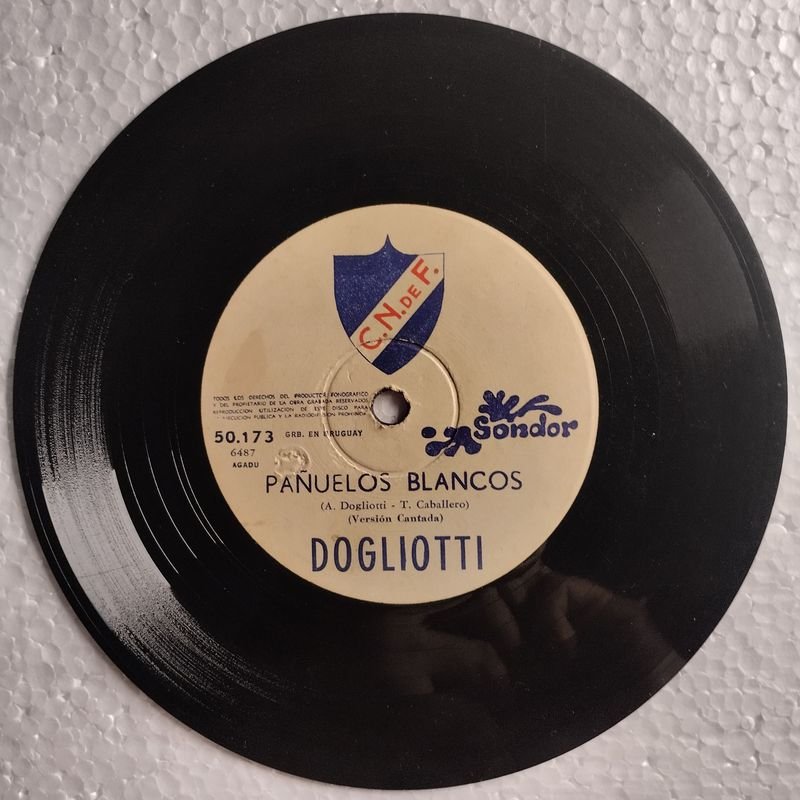 C.N.DE F.
TODOS LOS DERECHOS DEL PRODUCTOR FONOGRAFICO
Y DEL PROPIETARIO DE LA OBRA GRABADA RESERVADOS
REPRODUCCION UTILIZACION DE ESTE DISCO PARA
EJECUCION PUBLICA Y LA RADIODIFUSION PROHIBIDA
50.173 GRB. EN URUGUAY
6487
AGADU
Sondor
PAÑUELOS BLANCOS
(A. Dogliotti - T. Caballero)
(Versión Cantada)
DOGLIOTTI